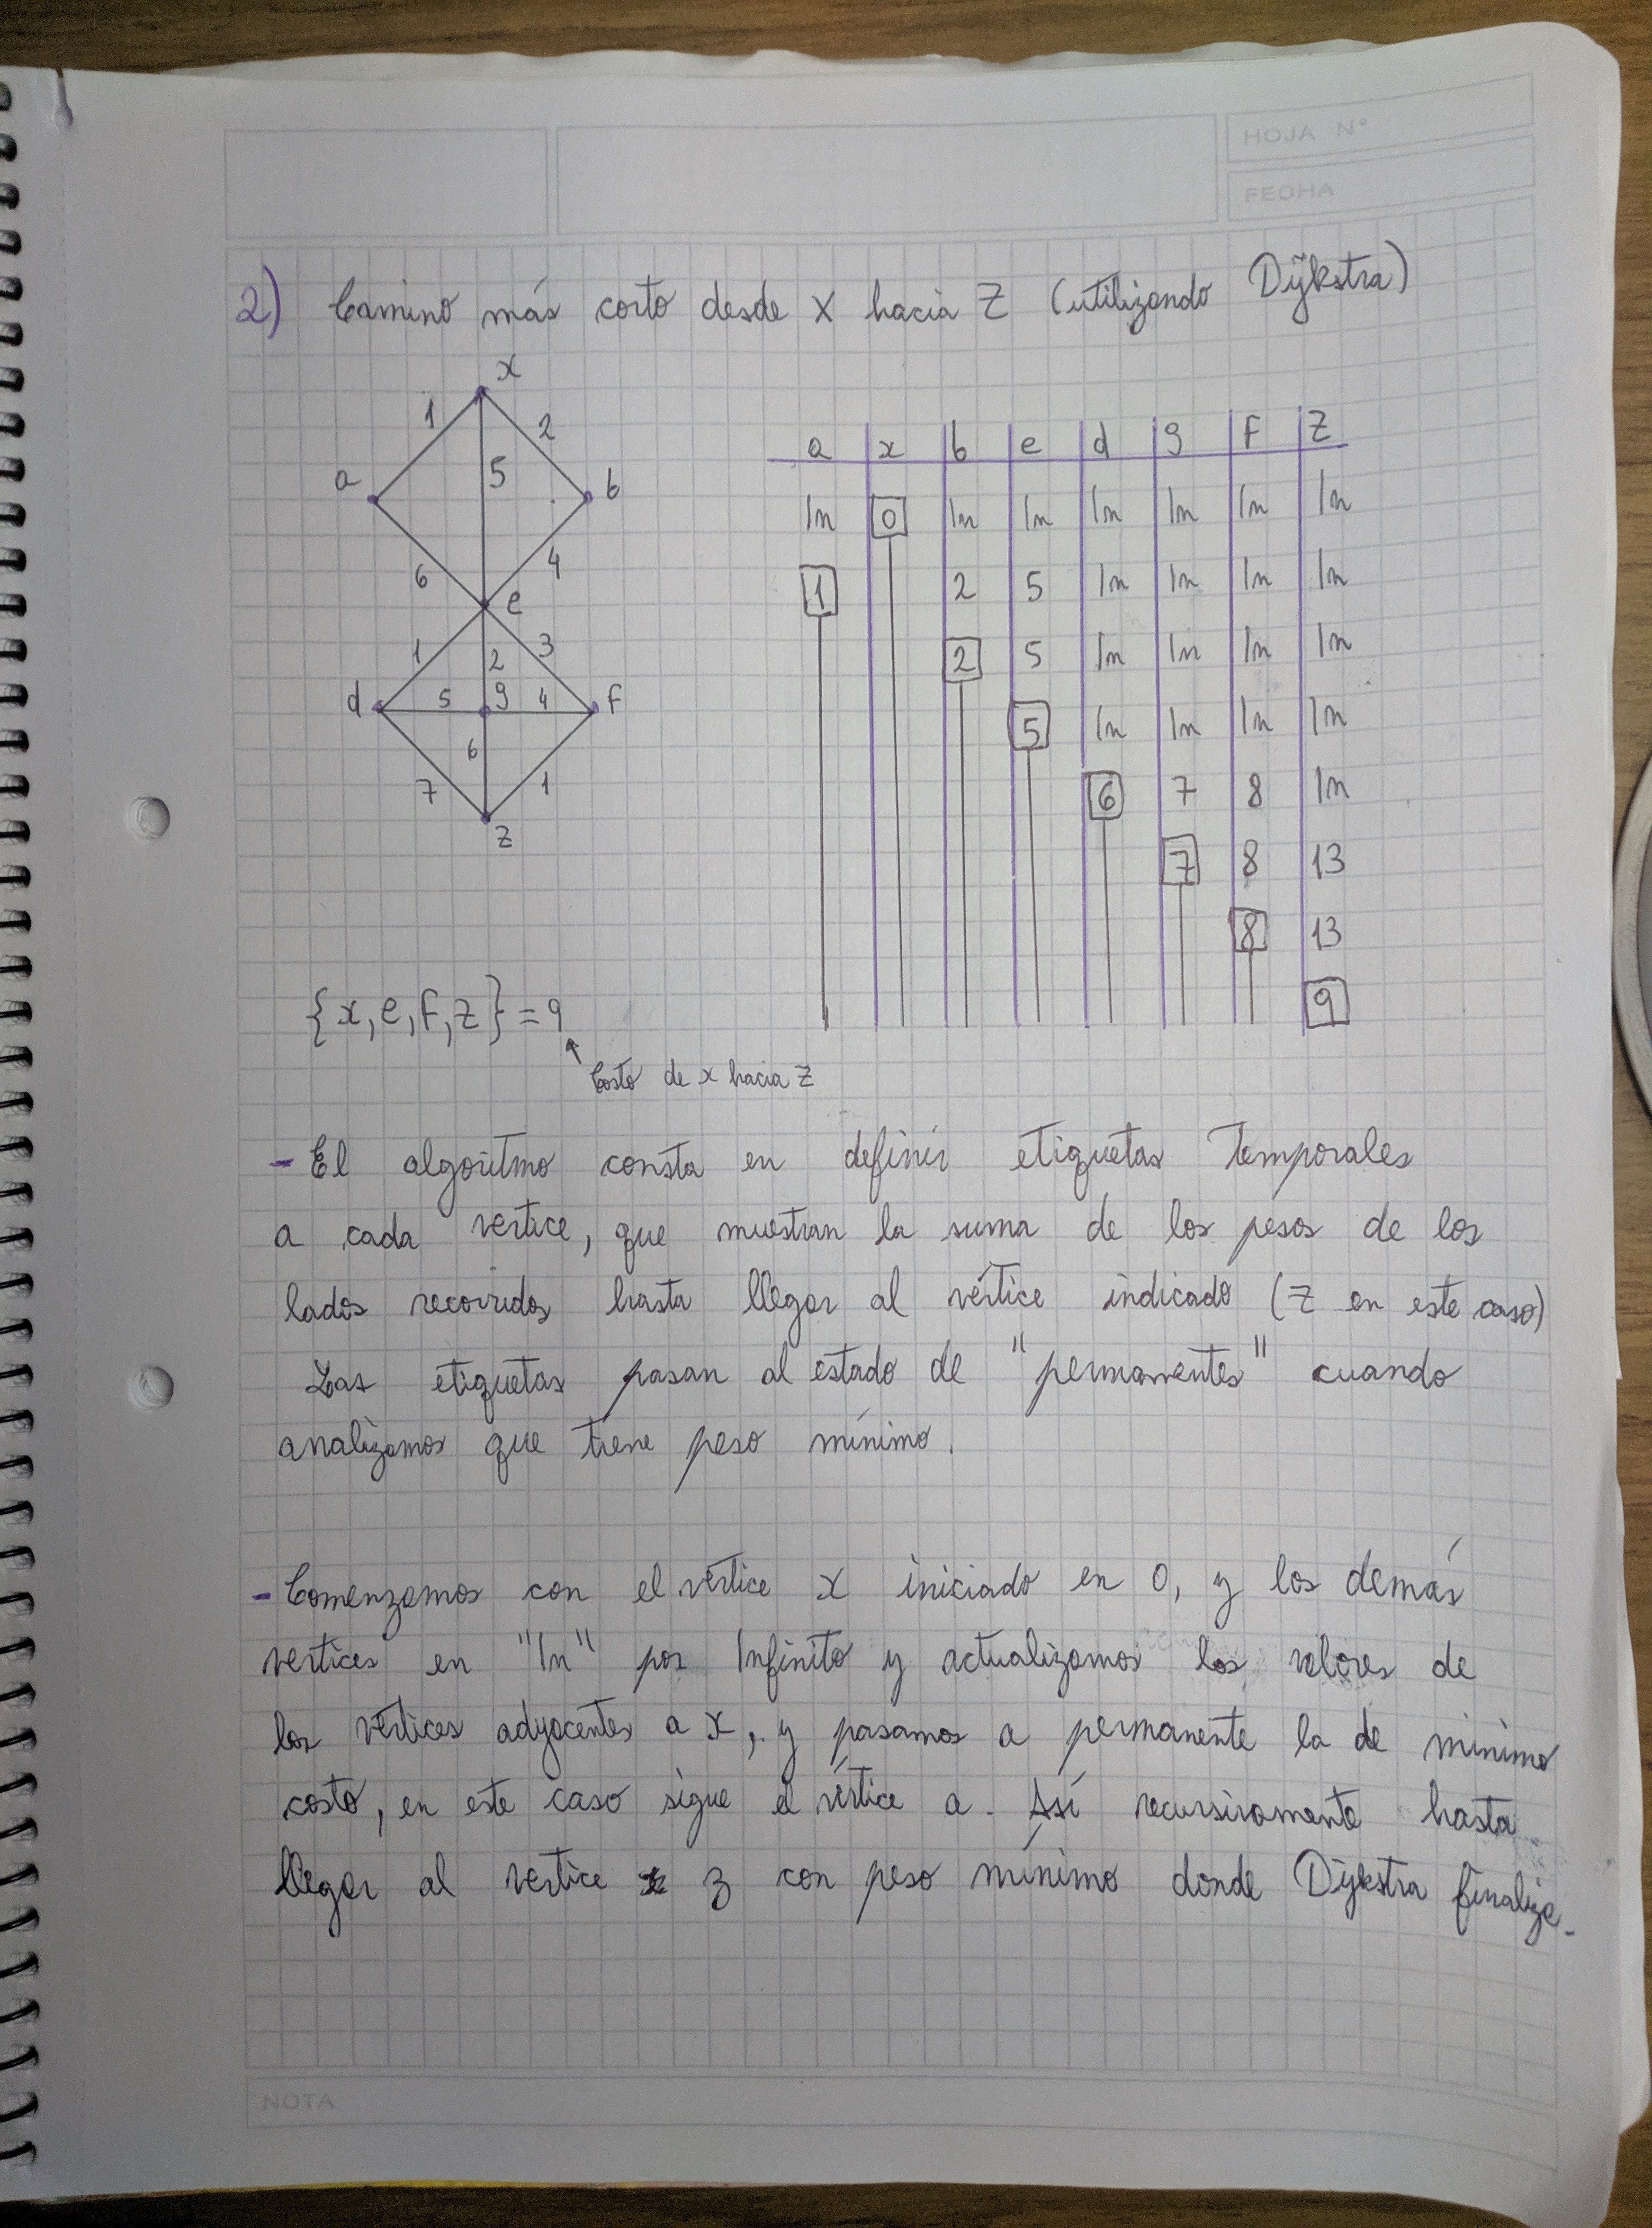 HOJA Nº
FECHA
2) Camino más corto desde X hacia Z (utilizando Dijkstra)
x
1
2
5
a
b
6
4
e
1
2
3
d
5
g
4
f
6
7
1
z
a x b e d g f z
In 0 In In In In In In
1 2 5 In In In In
2 5 In In In In
5 In In In In
6 7 8 In
7 8 13
8 13
9
{x, e, f, z} = 9
Costo de x hacia z
- El algoritmo consta en definir etiquetas temporales
a cada vertice, que muestran la suma de los pesos de los
lados recorridos hasta llegar al vértice indicado (z en este caso)
Las etiquetas pasan al estado de "permanentes" cuando
analizamos que tiene peso mínimo.
- Comenzamos con el vértice x iniciado en 0, y los demás
vertices en "In" por Infinito y actualizamos los valores de
los vértices adyacentes a x, y pasamos a permanente la de minimo
costo, en este caso sigue el vértice a. Así recursivamente hasta
llegar al vertice z con peso mínimo donde Dijkstra finaliza.
NOTA